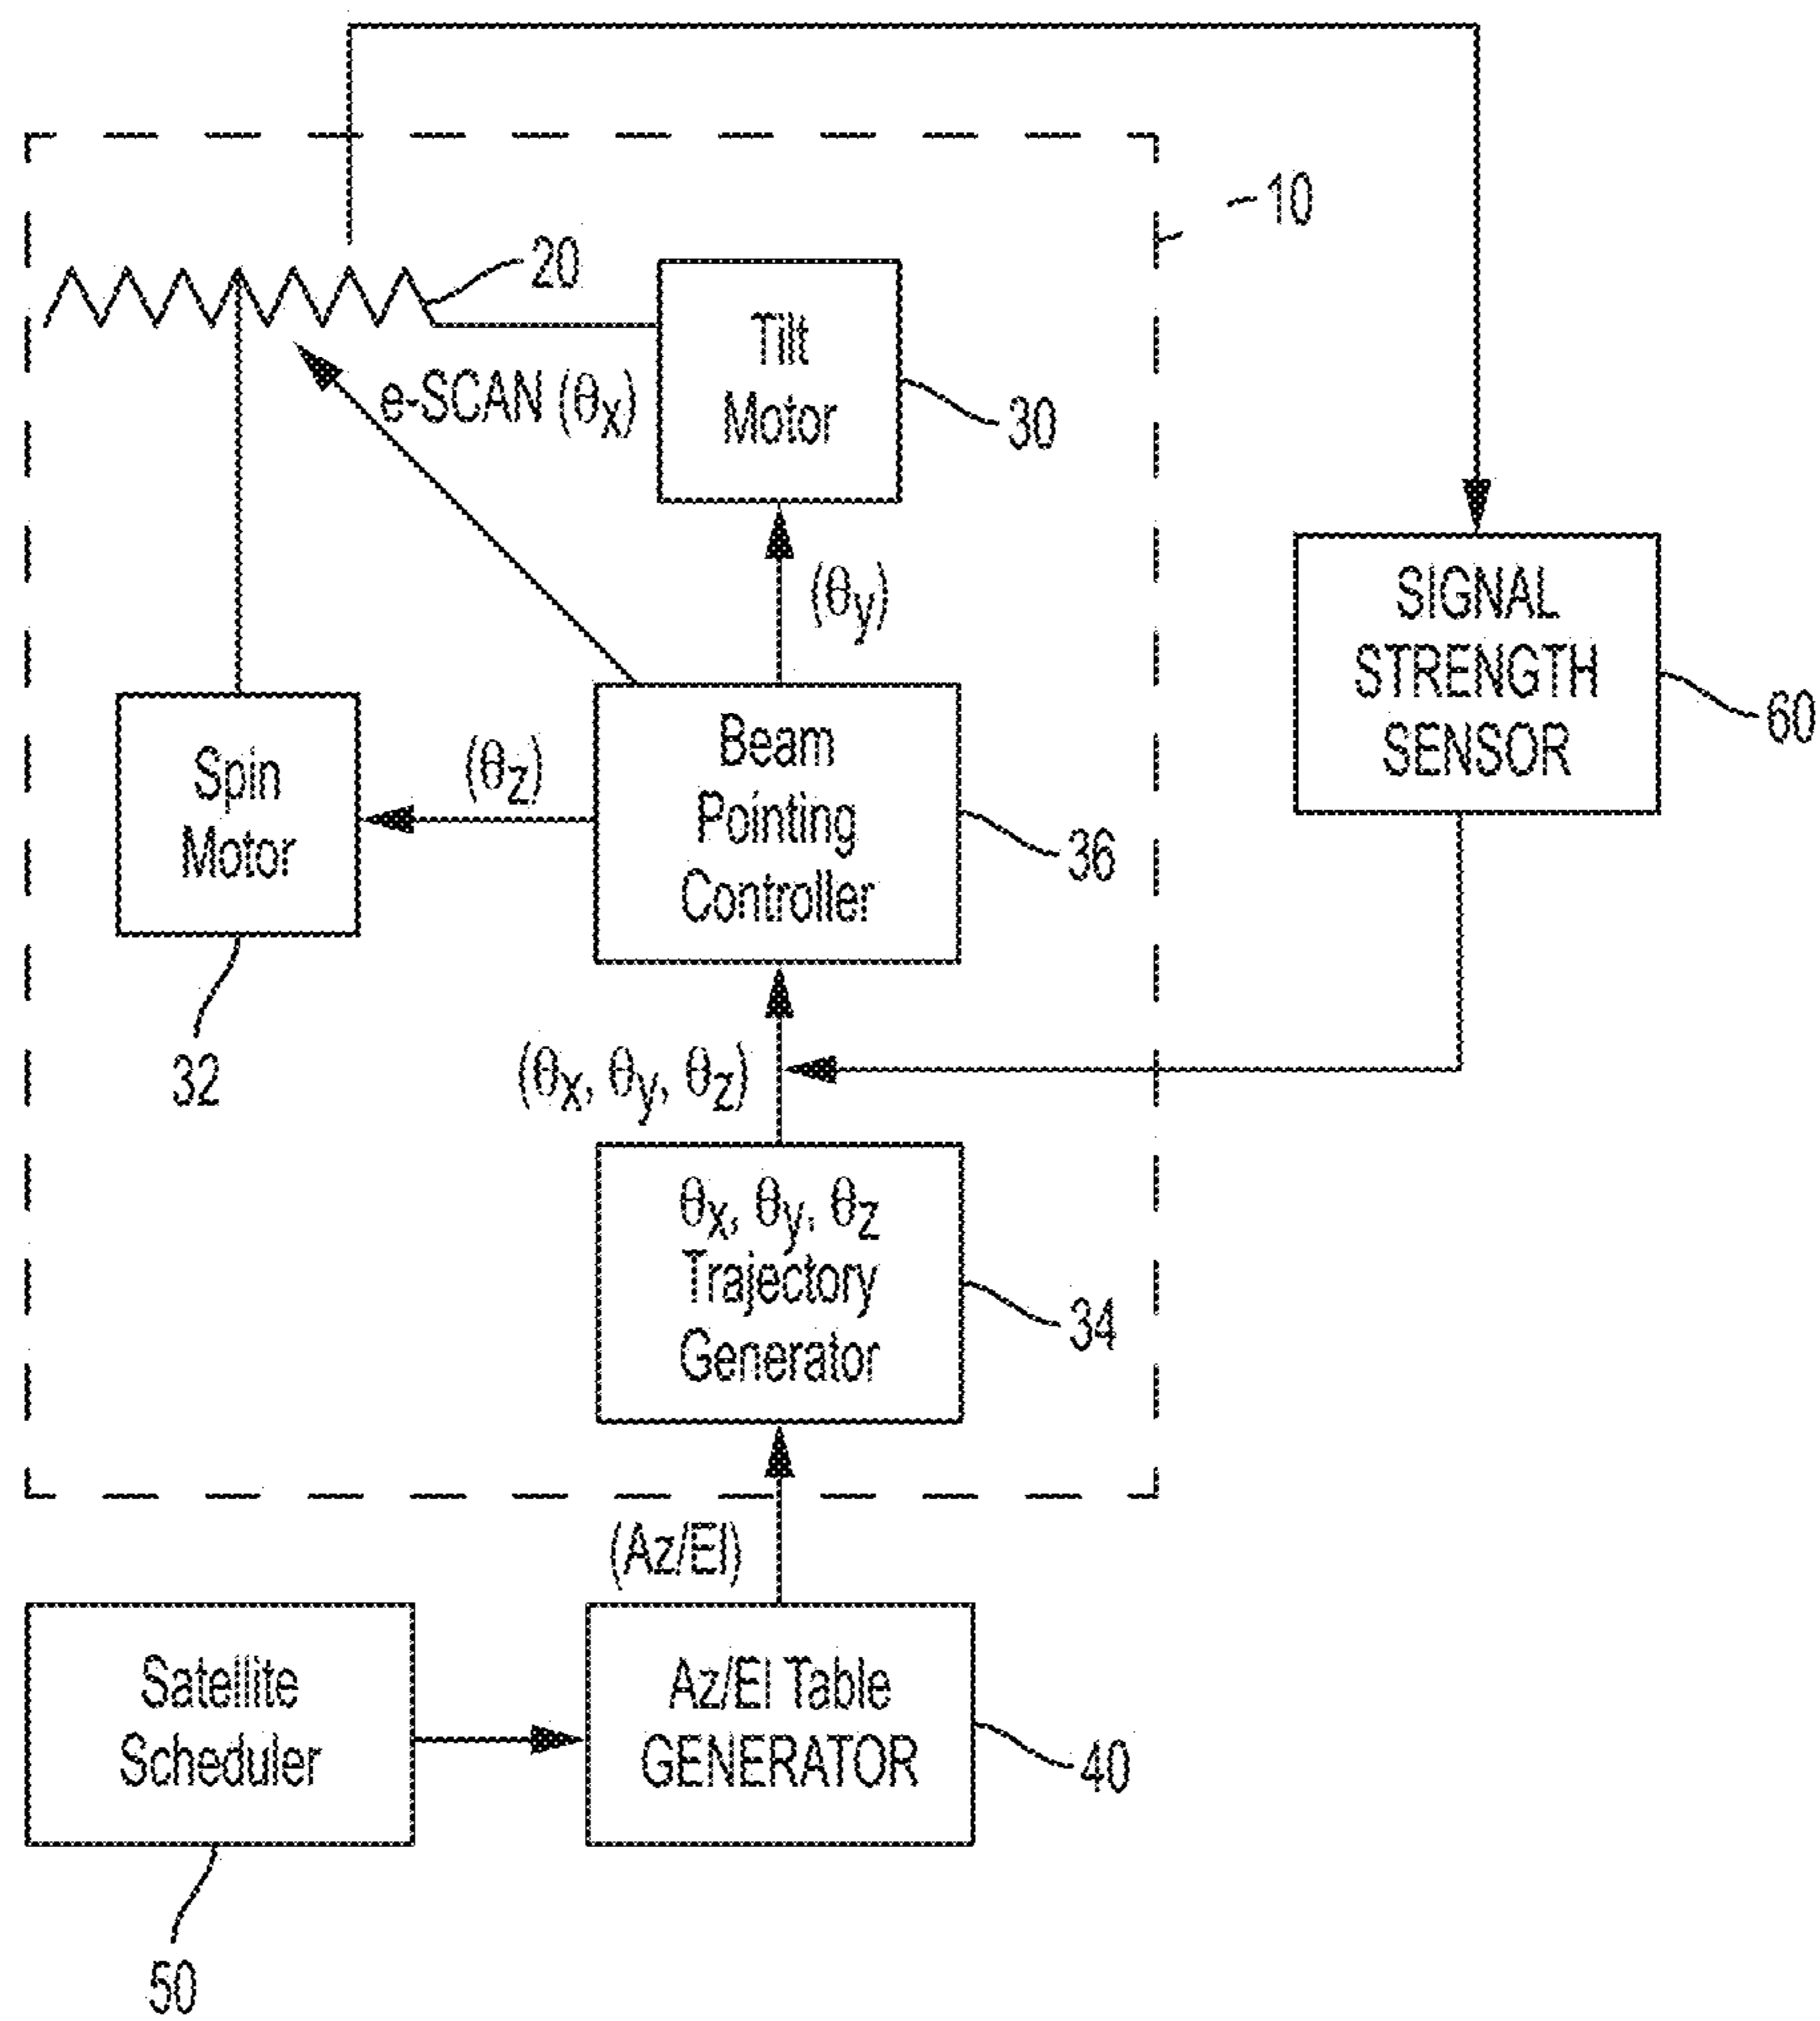 10
20
Tilt
Motor
30
e-SCAN (θx)
(θy)
SIGNAL
STRENGTH
SENSOR
60
Spin
Motor
32
(θz)
Beam
Pointing
Controller
36
(θx, θy, θz)
θx, θy, θz
Trajectory
Generator
34
(Az/El)
Satellite
Scheduler
50
Az/El Table
GENERATOR
40